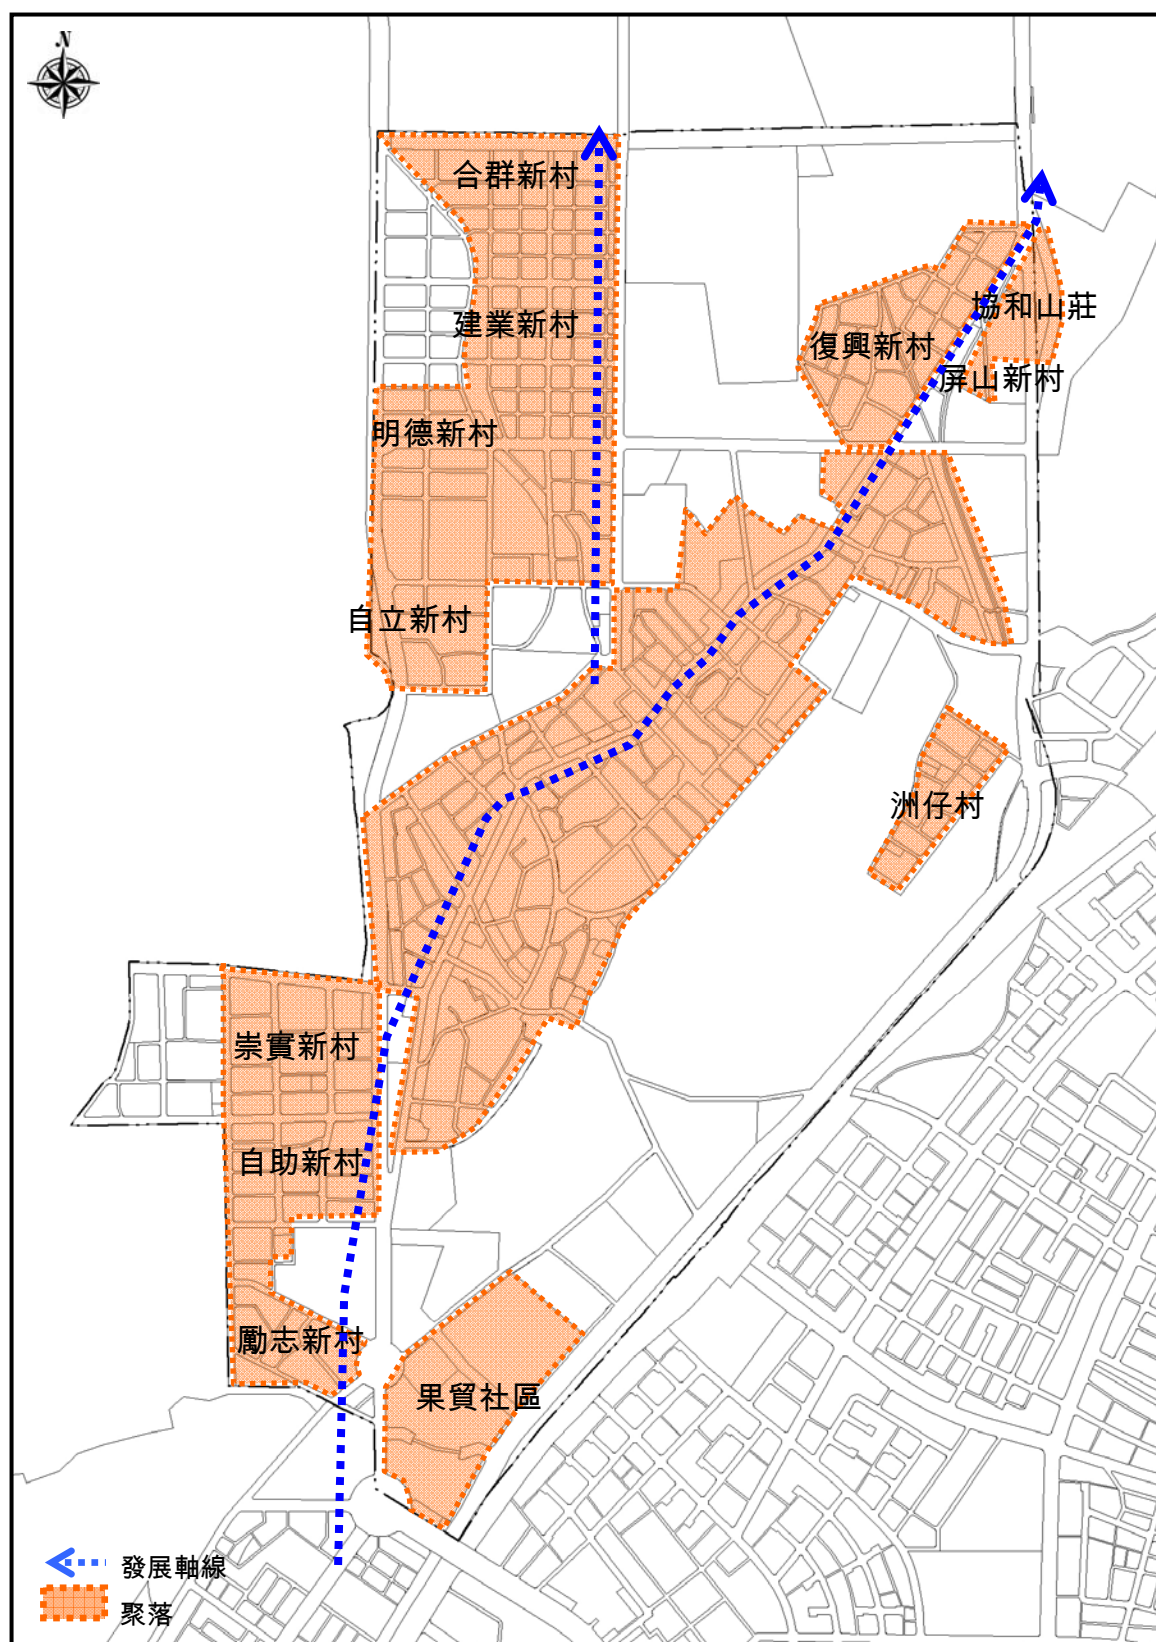 N
合群新村
建業新村
協和山莊
復興新村
屏山新村
明德新村
自立新村
洲仔村
崇實新村
自助新村
勵志新村
果貿社區
發展軸線
聚落